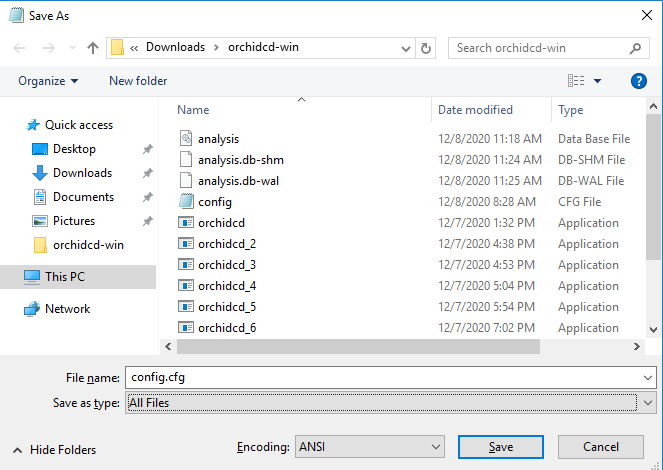 Save As
« Downloads › orchidcd-win
Search orchidcd-win
Organize New folder ?
Name Date modified Type
Quick access
Desktop
Downloads
Documents
Pictures
orchidcd-win
This PC
Network
analysis 12/8/2020 11:18 AM Data Base File
analysis.db-shm 12/8/2020 11:24 AM DB-SHM File
analysis.db-wal 12/8/2020 11:25 AM DB-WAL File
config 12/8/2020 8:28 AM CFG File
orchidcd 12/7/2020 1:32 PM Application
orchidcd_2 12/7/2020 4:38 PM Application
orchidcd_3 12/7/2020 4:53 PM Application
orchidcd_4 12/7/2020 5:04 PM Application
orchidcd_5 12/7/2020 5:54 PM Application
orchidcd_6 12/7/2020 7:02 PM Application
File name: config.cfg
Save as type: All Files
Hide Folders Encoding: ANSI Save Cancel